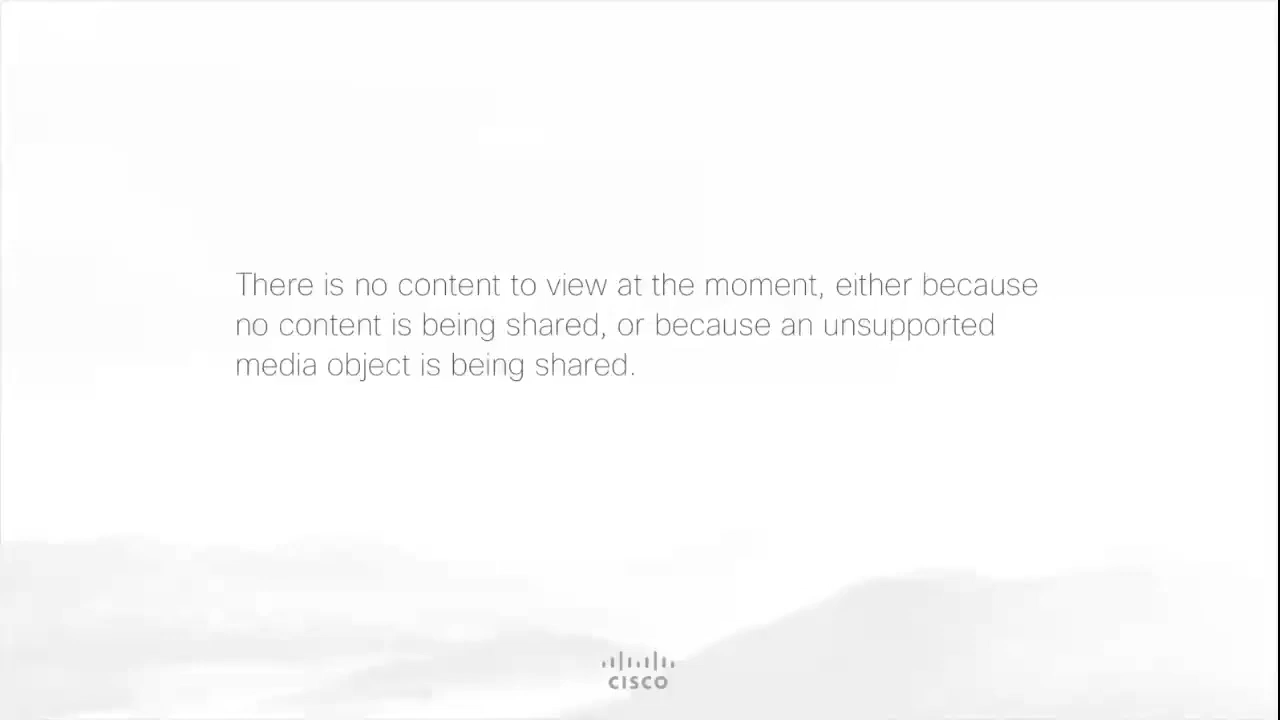 There is no content to view at the moment, either because
no content is being shared, or because an unsupported
media object is being shared.
CISCO